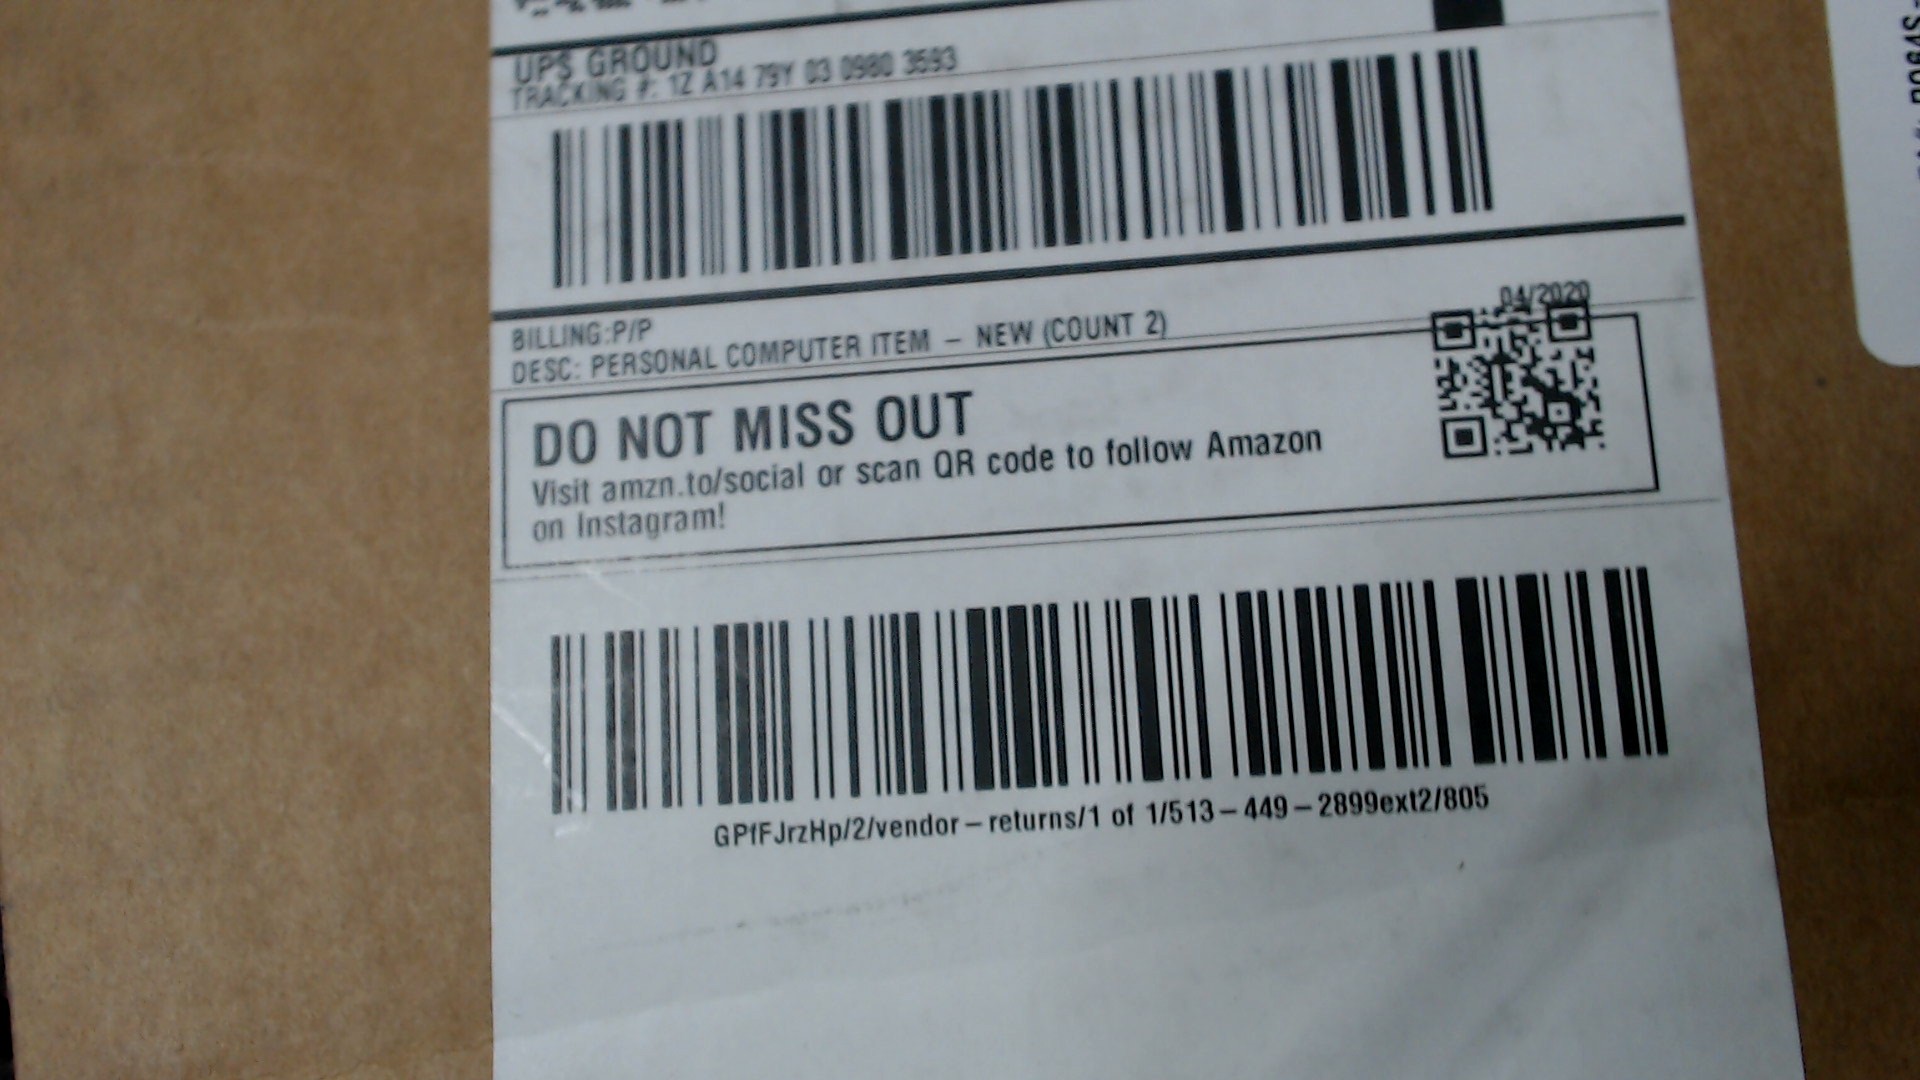 UPS GROUND
TRACKING #: 1Z A14 79Y 03 0980 3593
BILLING:P/P
04/2020
DESC: PERSONAL COMPUTER ITEM – NEW (COUNT 2)
DO NOT MISS OUT
Visit amzn.to/social or scan QR code to follow Amazon
on Instagram!
GPfFJrzHp/2/vendor–returns/1 of 1/513–449–2899ext2/805